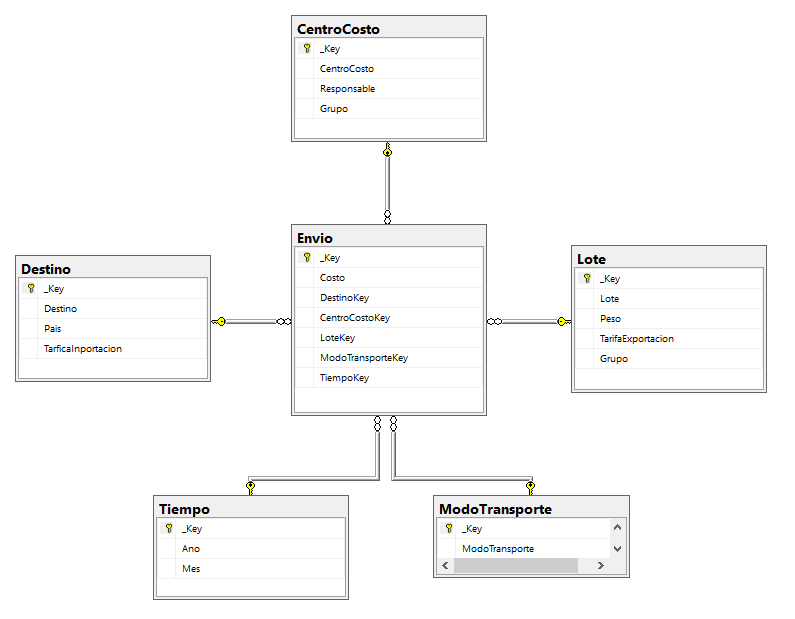 CentroCosto
_Key
CentroCosto
Responsable
Grupo
Envio
_Key
Costo
DestinoKey
CentroCostoKey
LoteKey
ModoTransporteKey
TiempoKey
Destino
_Key
Destino
Pais
TarficaInportacion
Lote
_Key
Lote
Peso
TarifaExportacion
Grupo
Tiempo
_Key
Ano
Mes
ModoTransporte
_Key
ModoTransporte